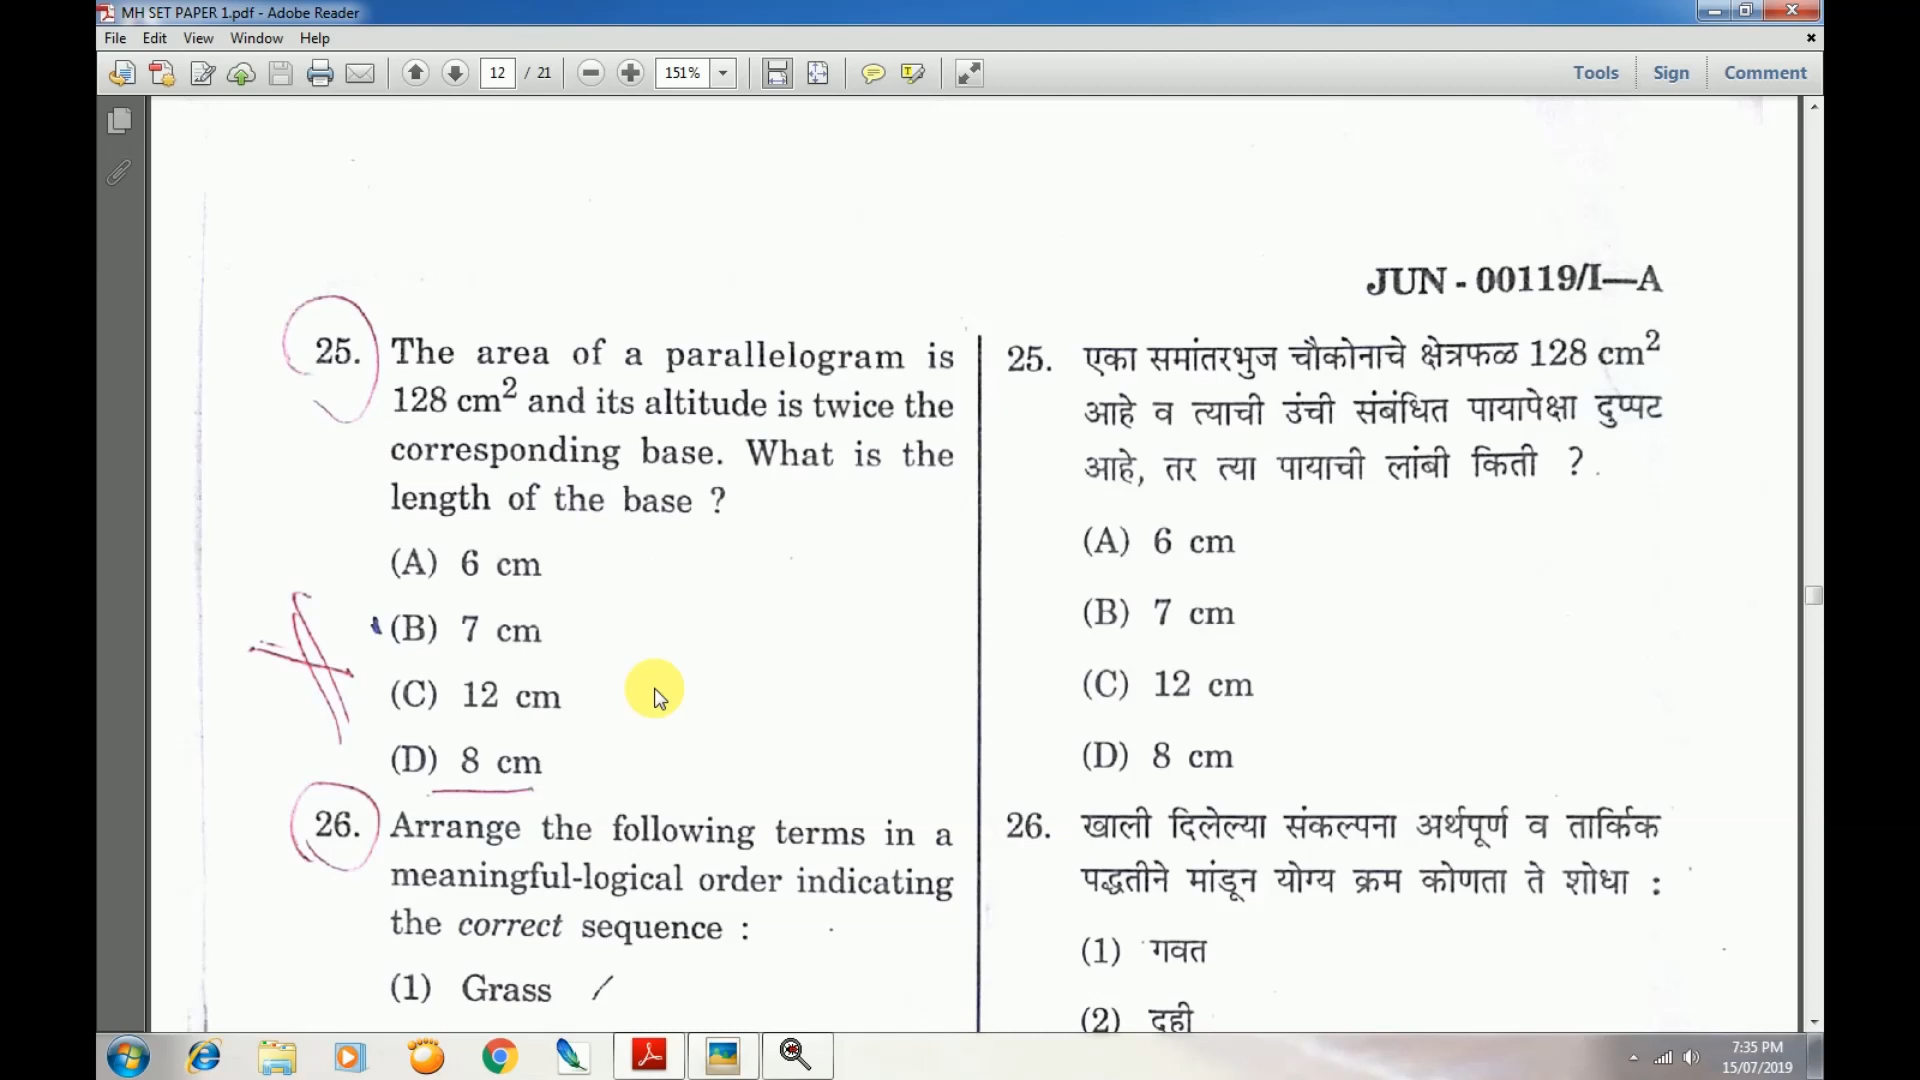 MH SET PAPER 1.pdf - Adobe Reader
File Edit View Window Help
12 / 21 151% Tools Sign Comment
JUN - 00119/I—A
25. The area of a parallelogram is
128 cm² and its altitude is twice the
corresponding base. What is the
length of the base ?
(A) 6 cm
(B) 7 cm
(C) 12 cm
(D) 8 cm
26. Arrange the following terms in a
meaningful-logical order indicating
the correct sequence :
(1) Grass
25. एका समांतरभुज चौकोनाचे क्षेत्रफळ 128 cm²
आहे व त्याची उंची संबंधित पायापेक्षा दुप्पट
आहे, तर त्या पायाची लांबी किती ?
(A) 6 cm
(B) 7 cm
(C) 12 cm
(D) 8 cm
26. खाली दिलेल्या संकल्पना अर्थपूर्ण व तार्किक
पद्धतीने मांडून योग्य क्रम कोणता ते शोधा :
(1) गवत
(2) दही
7:35 PM
15/07/2019